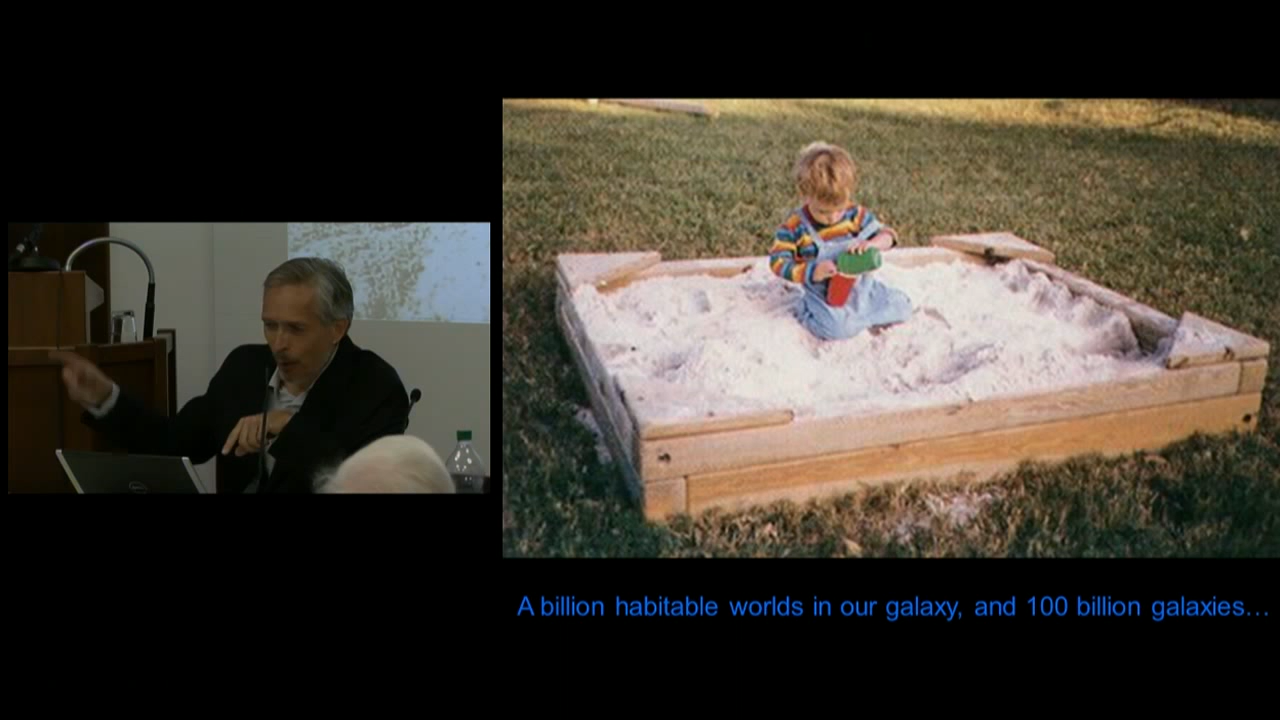 A billion habitable worlds in our galaxy, and 100 billion galaxies…